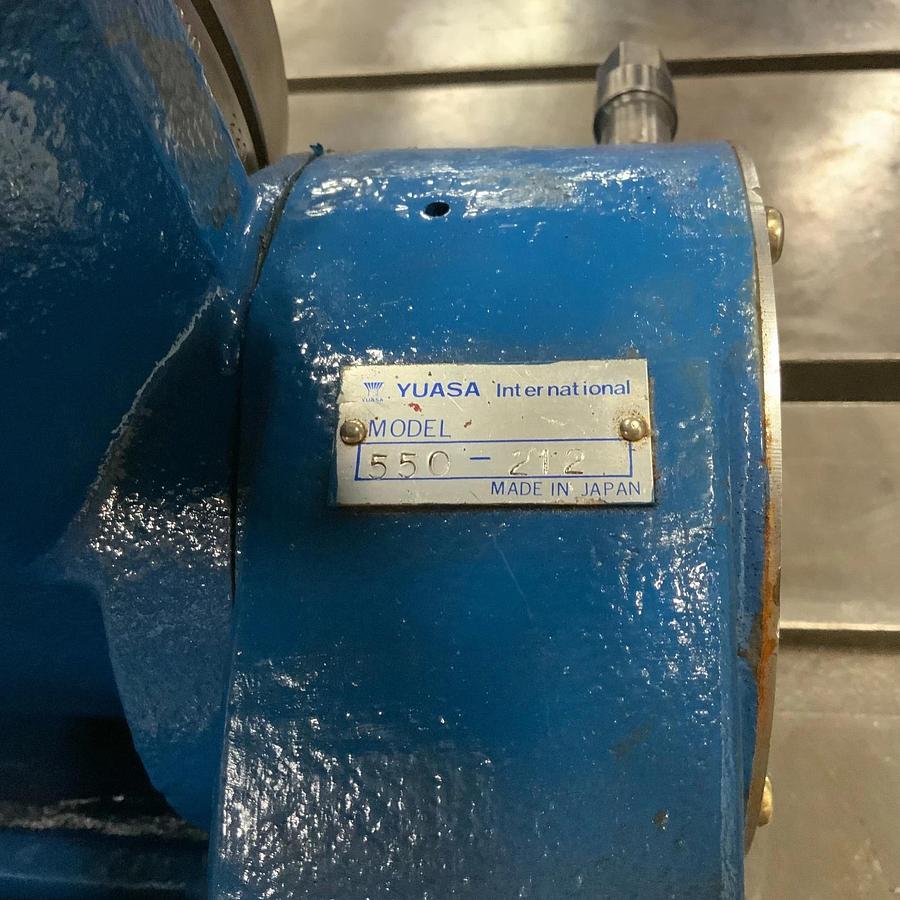 YUASA International
YUASA
MODEL
550-212
MADE IN JAPAN